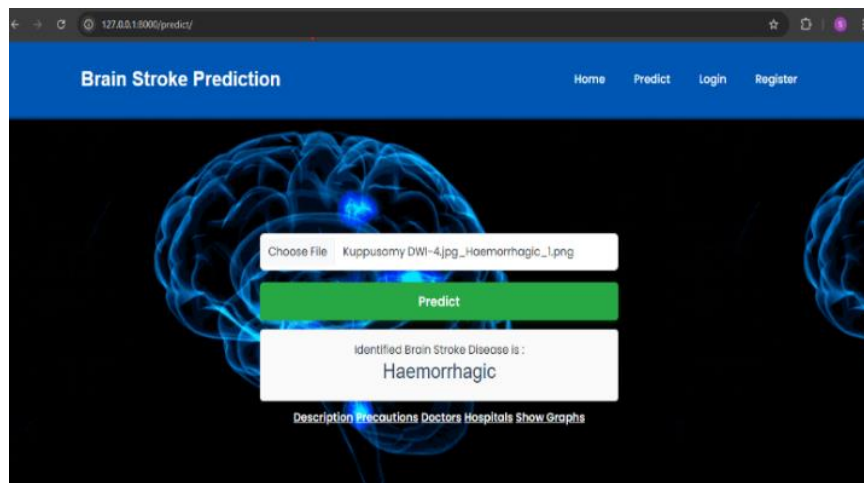 127.0.0.1:8000/predict/
Brain Stroke Prediction
Home Predict Login Register
Choose File Kuppusamy DWI-4.jpg_Haemorrhagic_1.png
Predict
Identified Brain Stroke Disease is :
Haemorrhagic
Description Precautions Doctors Hospitals Show Graphs